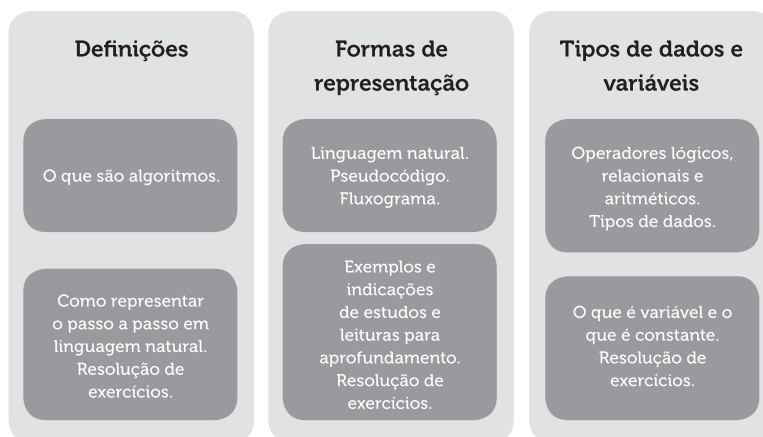 Definições
O que são algoritmos.
Como representar
o passo a passo em
linguagem natural.
Resolução de
exercícios.
Formas de
representação
Linguagem natural.
Pseudocódigo.
Fluxograma.
Exemplos e
indicações
de estudos e
leituras para
aprofundamento.
Resolução de
exercícios.
Tipos de dados e
variáveis
Operadores lógicos,
relacionais e
aritméticos.
Tipos de dados.
O que é variável e o
que é constante.
Resolução de
exercícios.